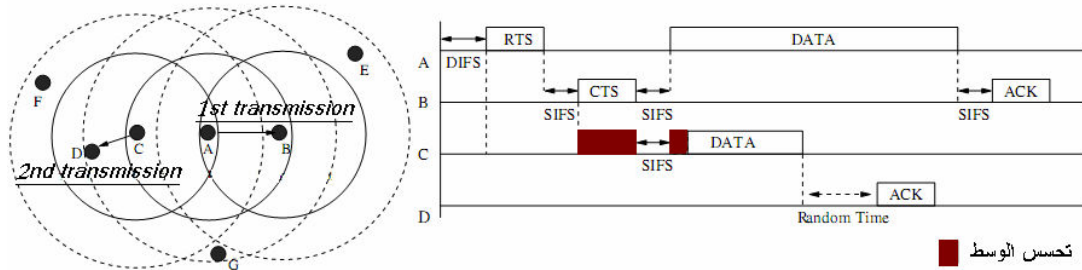 F
E
1st transmission
D
C
A
B
2nd transmission
G
RTS
DATA
A
DIFS
CTS
ACK
B
SIFS
SIFS
SIFS
DATA
C
SIFS
ACK
D
Random Time
تحسس الوسط